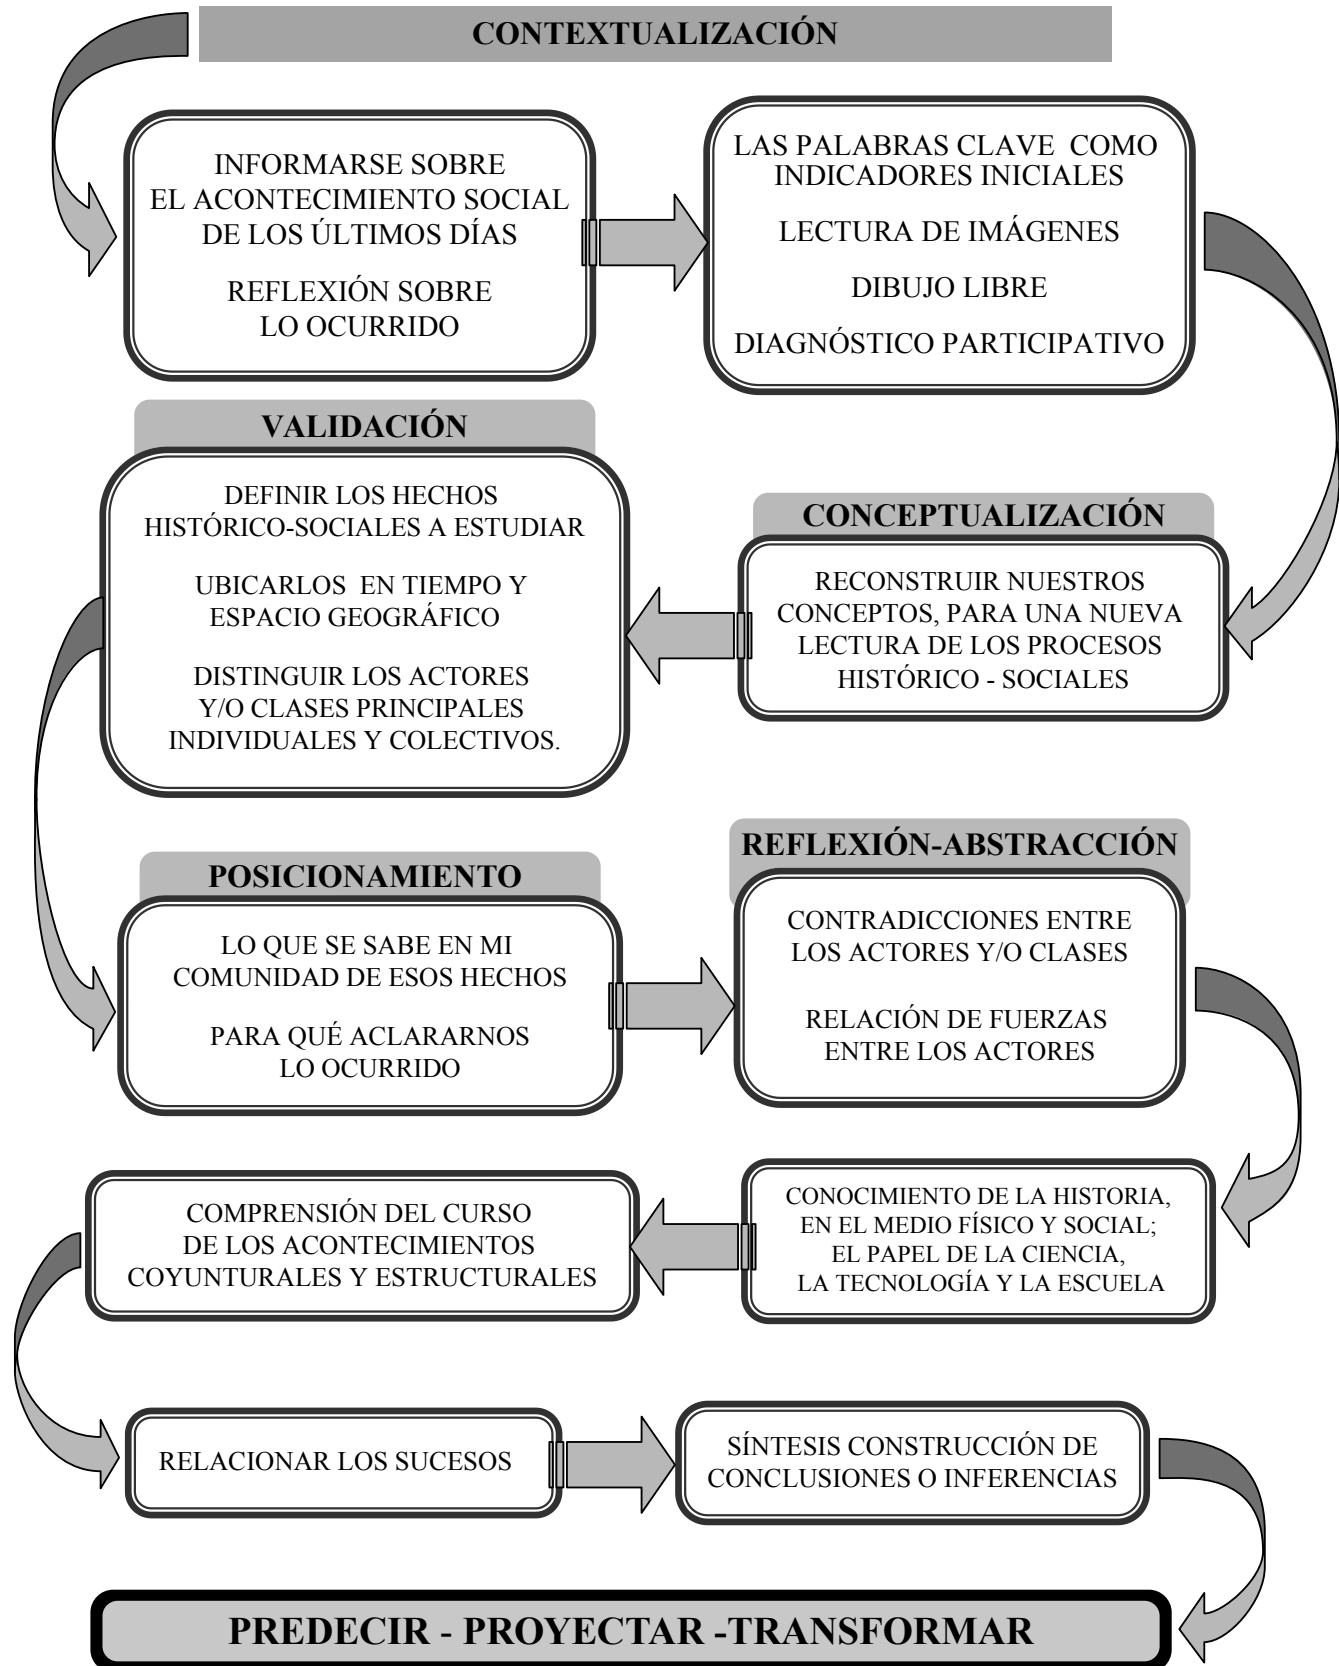 CONTEXTUALIZACIÓN
INFORMARSE SOBRE
EL ACONTECIMIENTO SOCIAL
DE LOS ÚLTIMOS DÍAS
REFLEXIÓN SOBRE
LO OCURRIDO
LAS PALABRAS CLAVE COMO
INDICADORES INICIALES
LECTURA DE IMÁGENES
DIBUJO LIBRE
DIAGNÓSTICO PARTICIPATIVO
CONCEPTUALIZACIÓN
RECONSTRUIR NUESTROS
CONCEPTOS, PARA UNA NUEVA
LECTURA DE LOS PROCESOS
HISTÓRICO - SOCIALES
VALIDACIÓN
DEFINIR LOS HECHOS
HISTÓRICO-SOCIALES A ESTUDIAR
UBICARLOS EN TIEMPO Y
ESPACIO GEOGRÁFICO
DISTINGUIR LOS ACTORES
Y/O CLASES PRINCIPALES
INDIVIDUALES Y COLECTIVOS.
POSICIONAMIENTO
LO QUE SE SABE EN MI
COMUNIDAD DE ESOS HECHOS
PARA QUÉ ACLARARNOS
LO OCURRIDO
REFLEXIÓN-ABSTRACCIÓN
CONTRADICCIONES ENTRE
LOS ACTORES Y/O CLASES
RELACIÓN DE FUERZAS
ENTRE LOS ACTORES
CONOCIMIENTO DE LA HISTORIA,
EN EL MEDIO FÍSICO Y SOCIAL;
EL PAPEL DE LA CIENCIA,
LA TECNOLOGÍA Y LA ESCUELA
COMPRENSIÓN DEL CURSO
DE LOS ACONTECIMIENTOS
COYUNTURALES Y ESTRUCTURALES
RELACIONAR LOS SUCESOS
SÍNTESIS CONSTRUCCIÓN DE
CONCLUSIONES O INFERENCIAS
PREDECIR - PROYECTAR -TRANSFORMAR